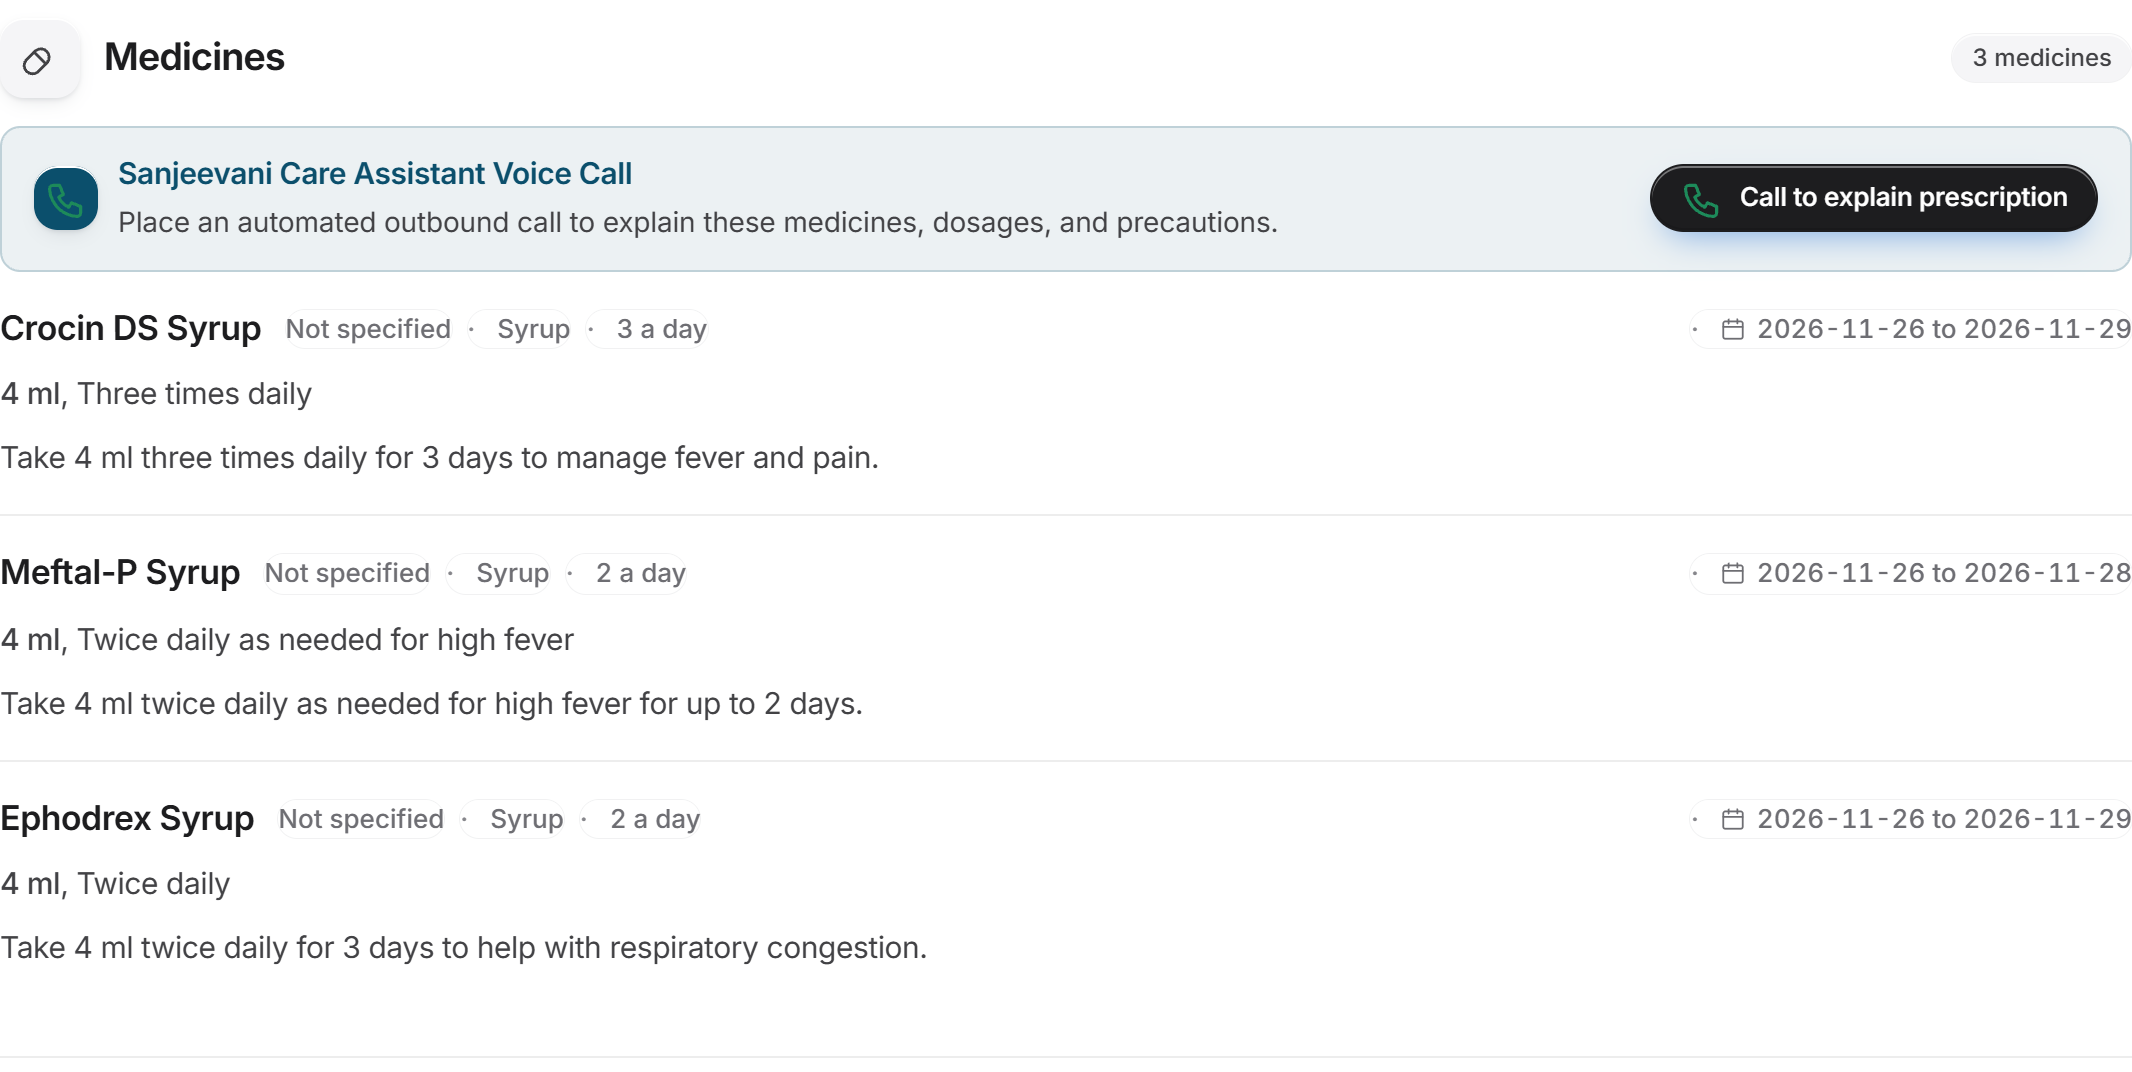 Medicines
3 medicines
Sanjeevani Care Assistant Voice Call
Place an automated outbound call to explain these medicines, dosages, and precautions.
Call to explain prescription
Crocin DS Syrup Not specified · Syrup · 3 a day · 2026-11-26 to 2026-11-29
4 ml, Three times daily
Take 4 ml three times daily for 3 days to manage fever and pain.
Meftal-P Syrup Not specified · Syrup · 2 a day · 2026-11-26 to 2026-11-28
4 ml, Twice daily as needed for high fever
Take 4 ml twice daily as needed for high fever for up to 2 days.
Ephodrex Syrup Not specified · Syrup · 2 a day · 2026-11-26 to 2026-11-29
4 ml, Twice daily
Take 4 ml twice daily for 3 days to help with respiratory congestion.